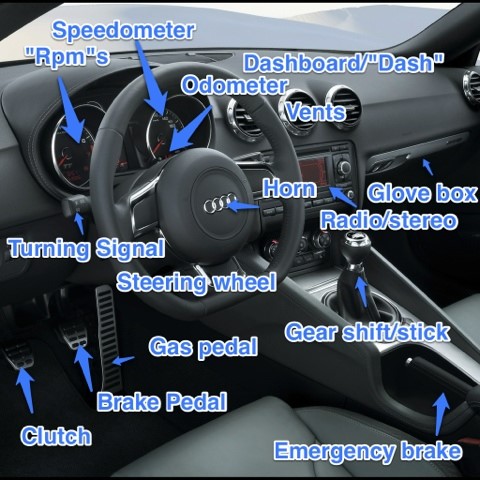 Speedometer
"Rpm"s
Dashboard/"Dash"
Odometer
Vents
Horn
Glove box
Radio/stereo
Turning Signal
Steering wheel
Gear shift/stick
Gas pedal
Brake Pedal
Clutch
Emergency brake